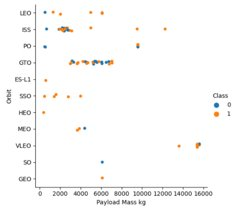 LEO
ISS
PO
GTO
ES-L1
SSO
HEO
MEO
VLEO
SO
GEO
Orbit
0 2000 4000 6000 8000 10000 12000 14000 16000
Payload Mass kg
Class
0
1